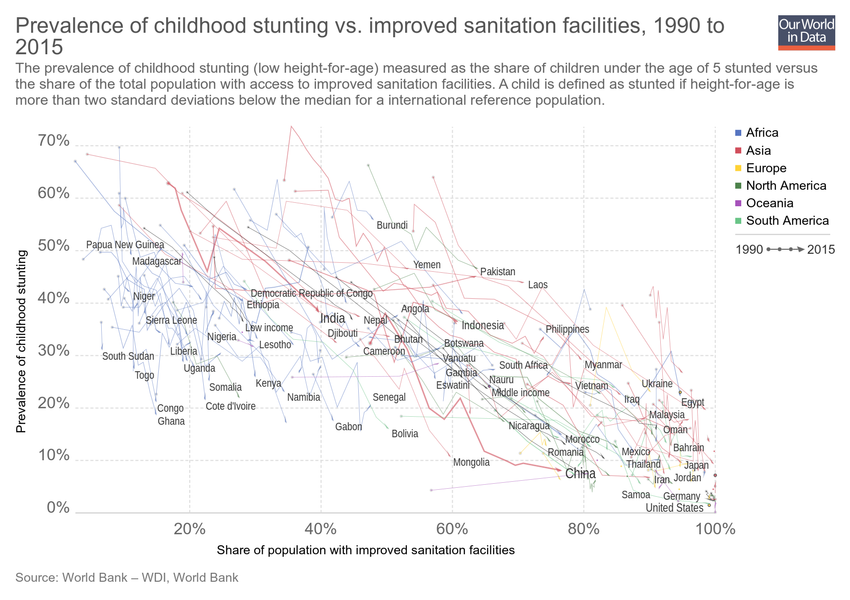 Prevalence of childhood stunting vs. improved sanitation facilities, 1990 to
2015
Our World
in Data
The prevalence of childhood stunting (low height-for-age) measured as the share of children under the age of 5 stunted versus
the share of the total population with access to improved sanitation facilities. A child is defined as stunted if height-for-age is
more than two standard deviations below the median for a international reference population.
Africa
Asia
Europe
North America
Oceania
South America
1990 2015
Prevalence of childhood stunting
70%
60%
50%
40%
30%
20%
10%
0%
Burundi
Papua New Guinea
Madagascar
Yemen
Pakistan
Laos
Niger
Democratic Republic of Congo
Ethiopia
Angola
India
Nepal
Sierra Leone
Low income
Indonesia
Philippines
Djibouti
Nigeria
Lesotho
Bhutan
Botswana
Liberia
Cameroon
South Sudan
Vanuatu
Uganda
South Africa
Myanmar
Togo
Gambia
Somalia
Kenya
Eswatini
Nauru
Vietnam
Ukraine
Middle income
Namibia
Senegal
Iraq
Egypt
Congo
Cote d'Ivoire
Ghana
Malaysia
Gabon
Bolivia
Nicaragua
Oman
Morocco
Romania
Mexico
Bahrain
Mongolia
Thailand
Japan
China
Iran
Jordan
Samoa
Germany
United States
20%
40%
60%
80%
100%
Share of population with improved sanitation facilities
Source: World Bank – WDI, World Bank